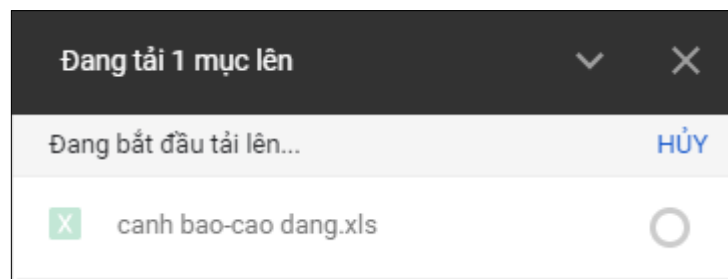 Đang tải 1 mục lên
Đang bắt đầu tải lên...
HỦY
X
canh bao-cao dang.xls